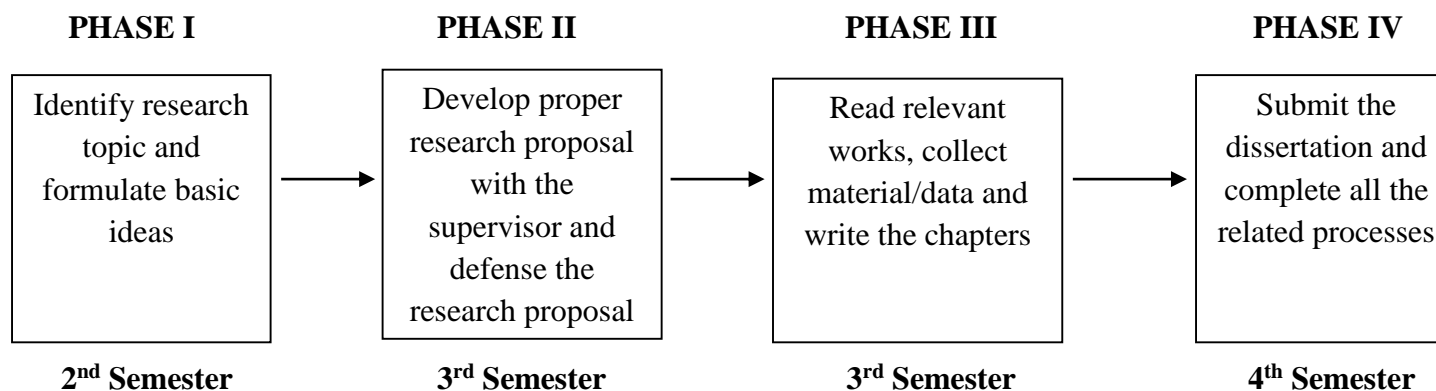 PHASE I
PHASE II
PHASE III
PHASE IV
Identify research
topic and
formulate basic
ideas
Develop proper
research proposal
with the
supervisor and
defense the
research proposal
Read relevant
works, collect
material/data and
write the chapters
Submit the
dissertation and
complete all the
related processes
2nd Semester
3rd Semester
3rd Semester
4th Semester